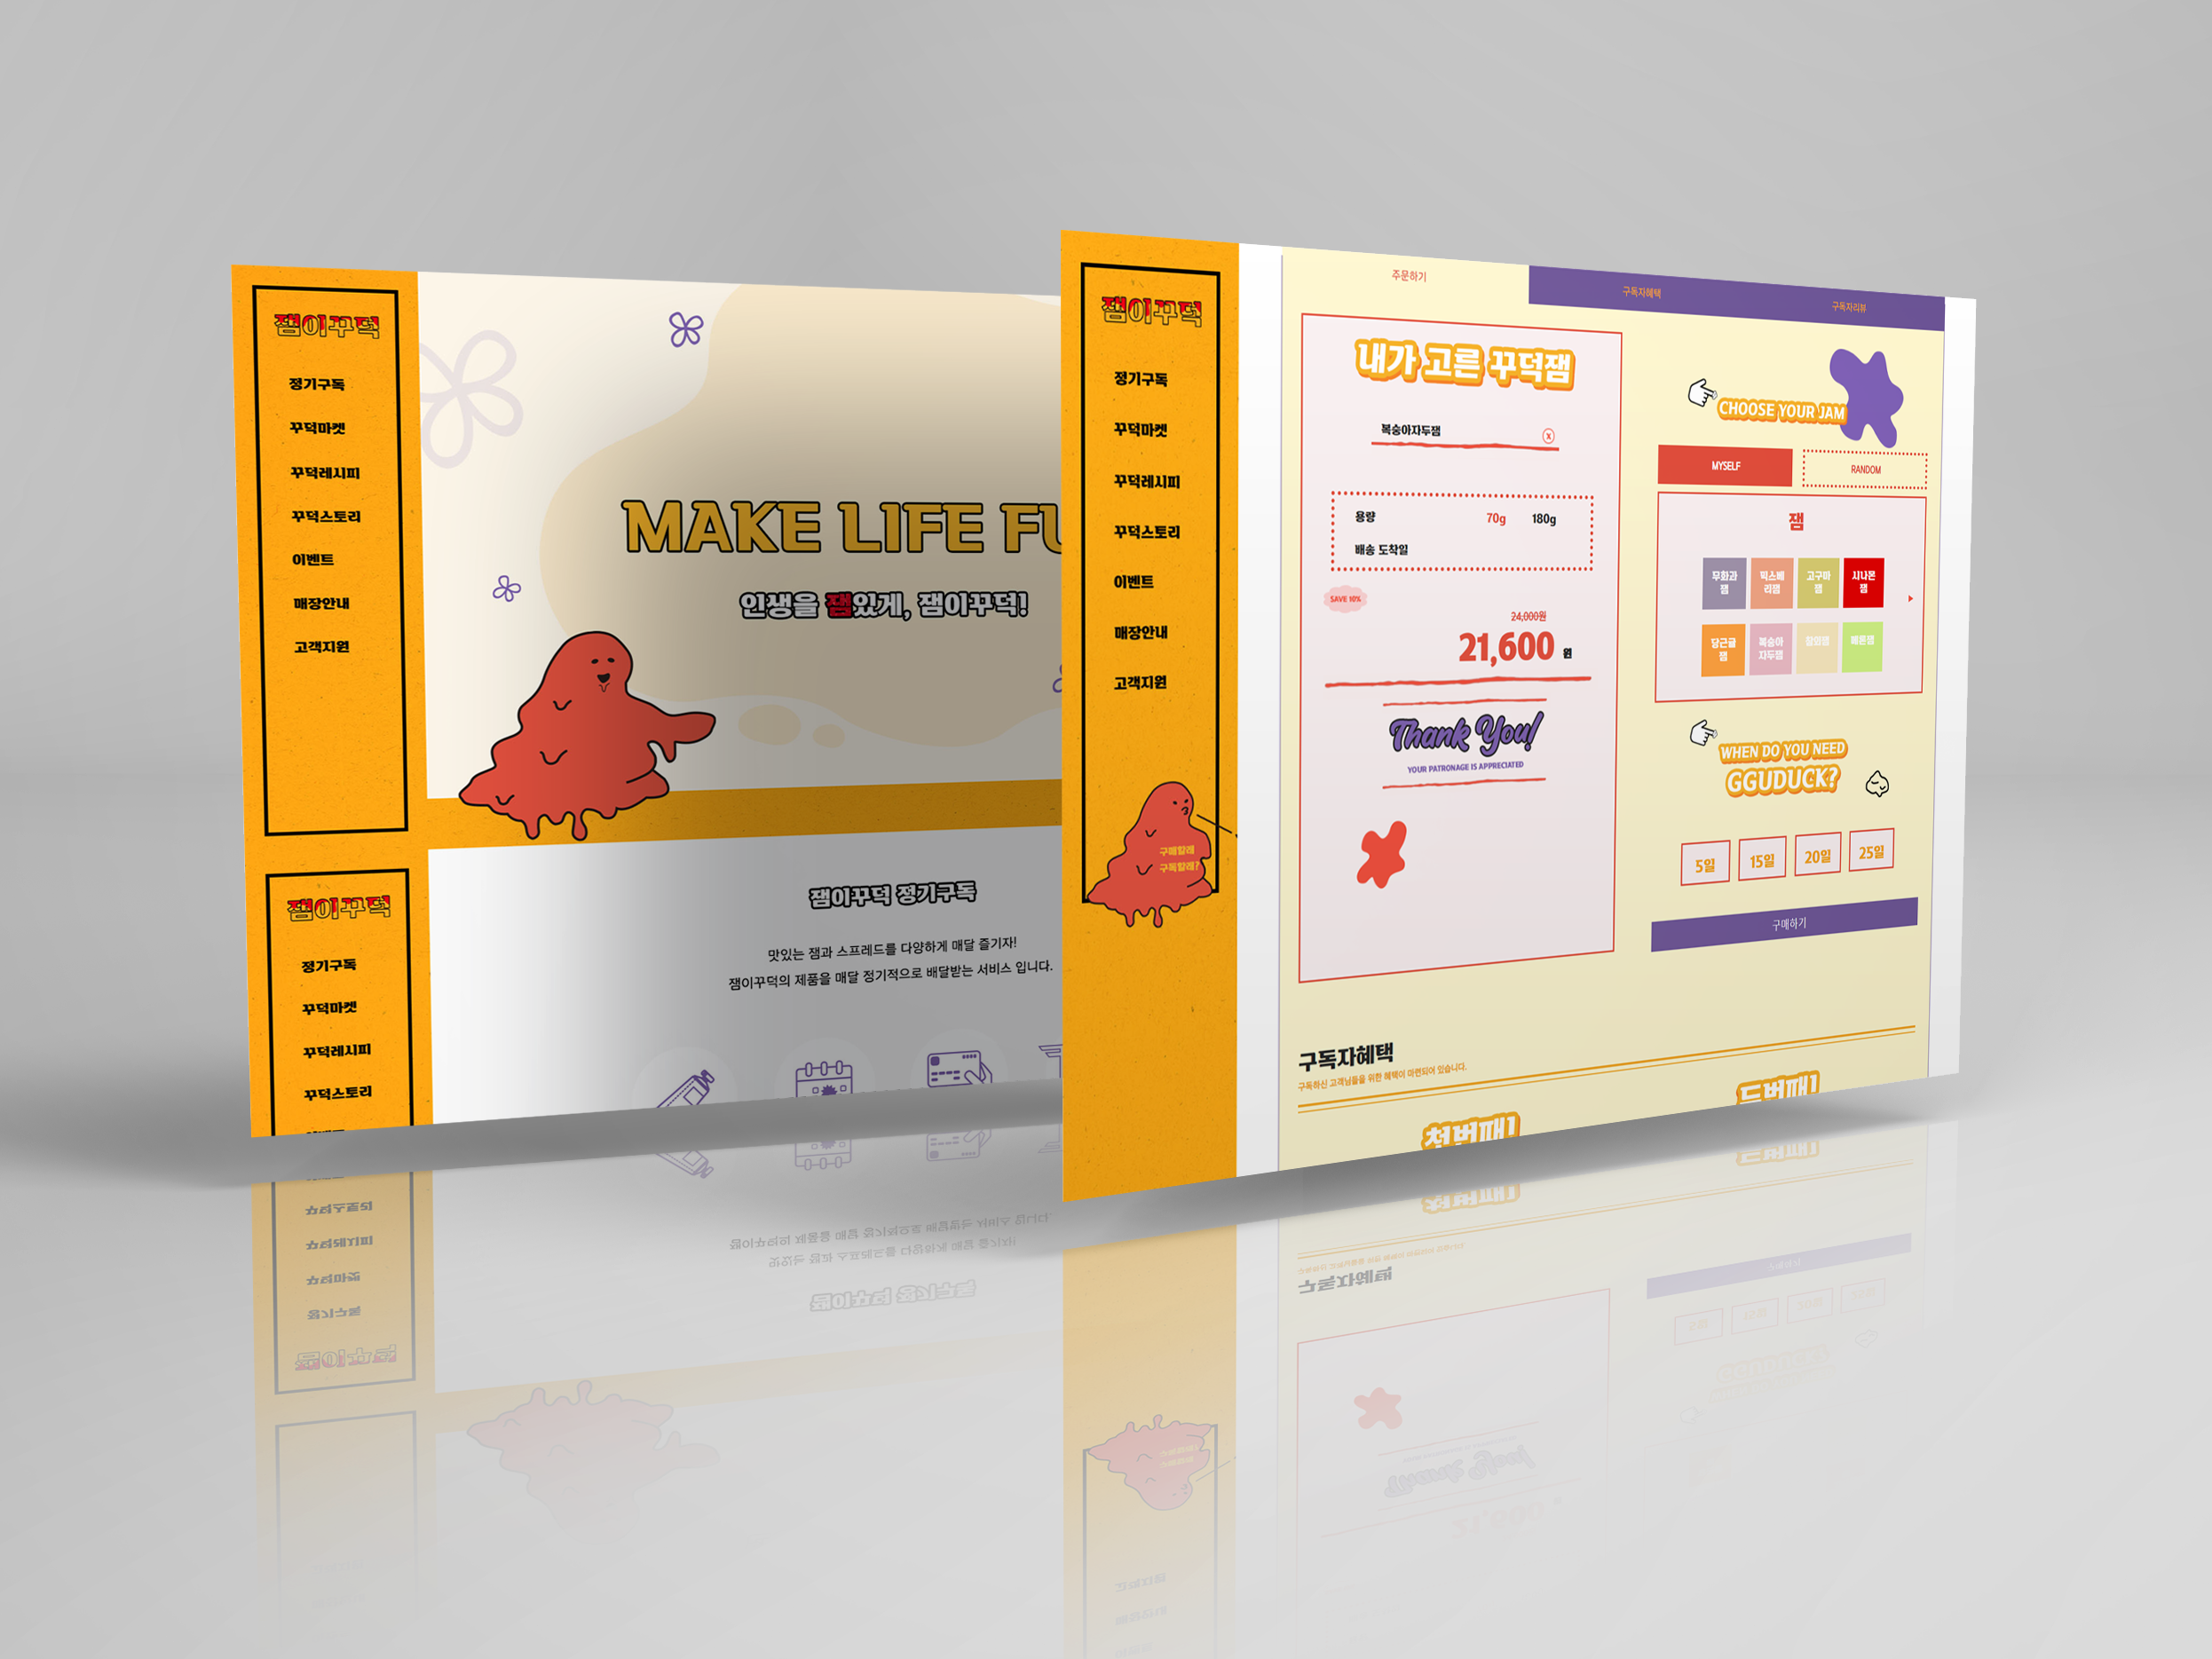 잼이꾸덕
정기구독
꾸덕마켓
꾸덕레시피
꾸덕스토리
이벤트
매장안내
고객지원
MAKE LIFE FU
인생을 잼있게, 잼이꾸덕!
잼이꾸덕
정기구독
꾸덕마켓
꾸덕레시피
꾸덕스토리
잼이꾸덕 정기구독
맛있는 잼과 스프레드를 다양하게 매달 즐기자!
잼이꾸덕의 제품을 매달 정기적으로 배달받는 서비스 입니다.
잼이꾸덕
정기구독
꾸덕마켓
꾸덕레시피
꾸덕스토리
이벤트
매장안내
고객지원
구매할래
구독할래?
주문하기
구독자혜택
구독자리뷰
내가 고른 꾸덕잼
복숭아자두잼
x
용량 70g 180g
배송 도착일
SAVE 10%
24,000원
21,600 원
Thank You!
YOUR PATRONAGE IS APPRECIATED
CHOOSE YOUR JAM
MYSELF
RANDOM
잼
무화과
잼
믹스베
리잼
고구마
잼
시나몬
잼
당근귤
잼
복숭아
자두잼
메론잼
WHEN DO YOU NEED
GGUDUCK?
5일
15일
20일
25일
구매하기
구독자혜택
구독하신 고객님들을 위한 혜택이 마련되어 있습니다.
첫번째!
두번째!